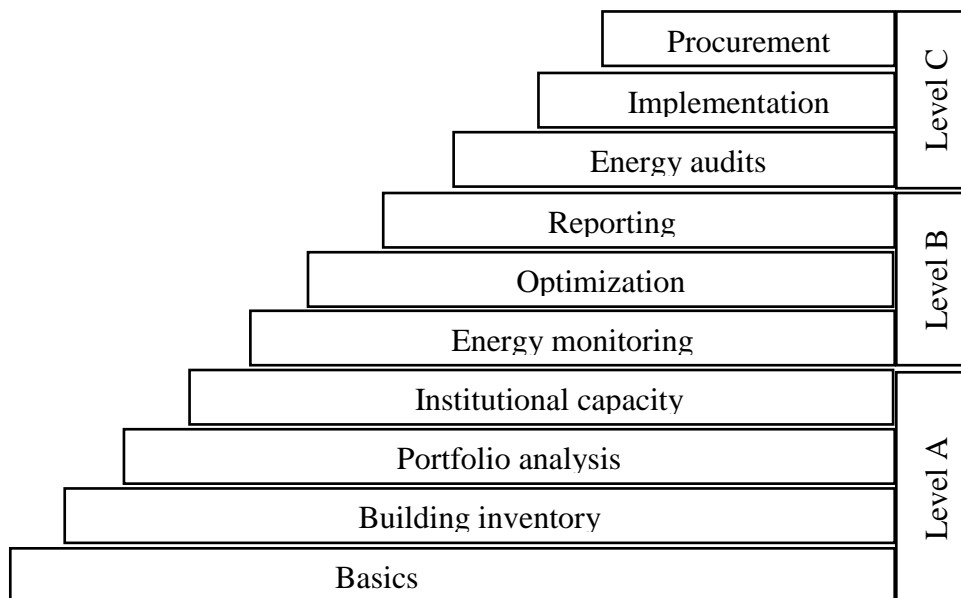 Procurement
Implementation
Energy audits
Level C
Reporting
Optimization
Energy monitoring
Level B
Institutional capacity
Portfolio analysis
Building inventory
Basics
Level A